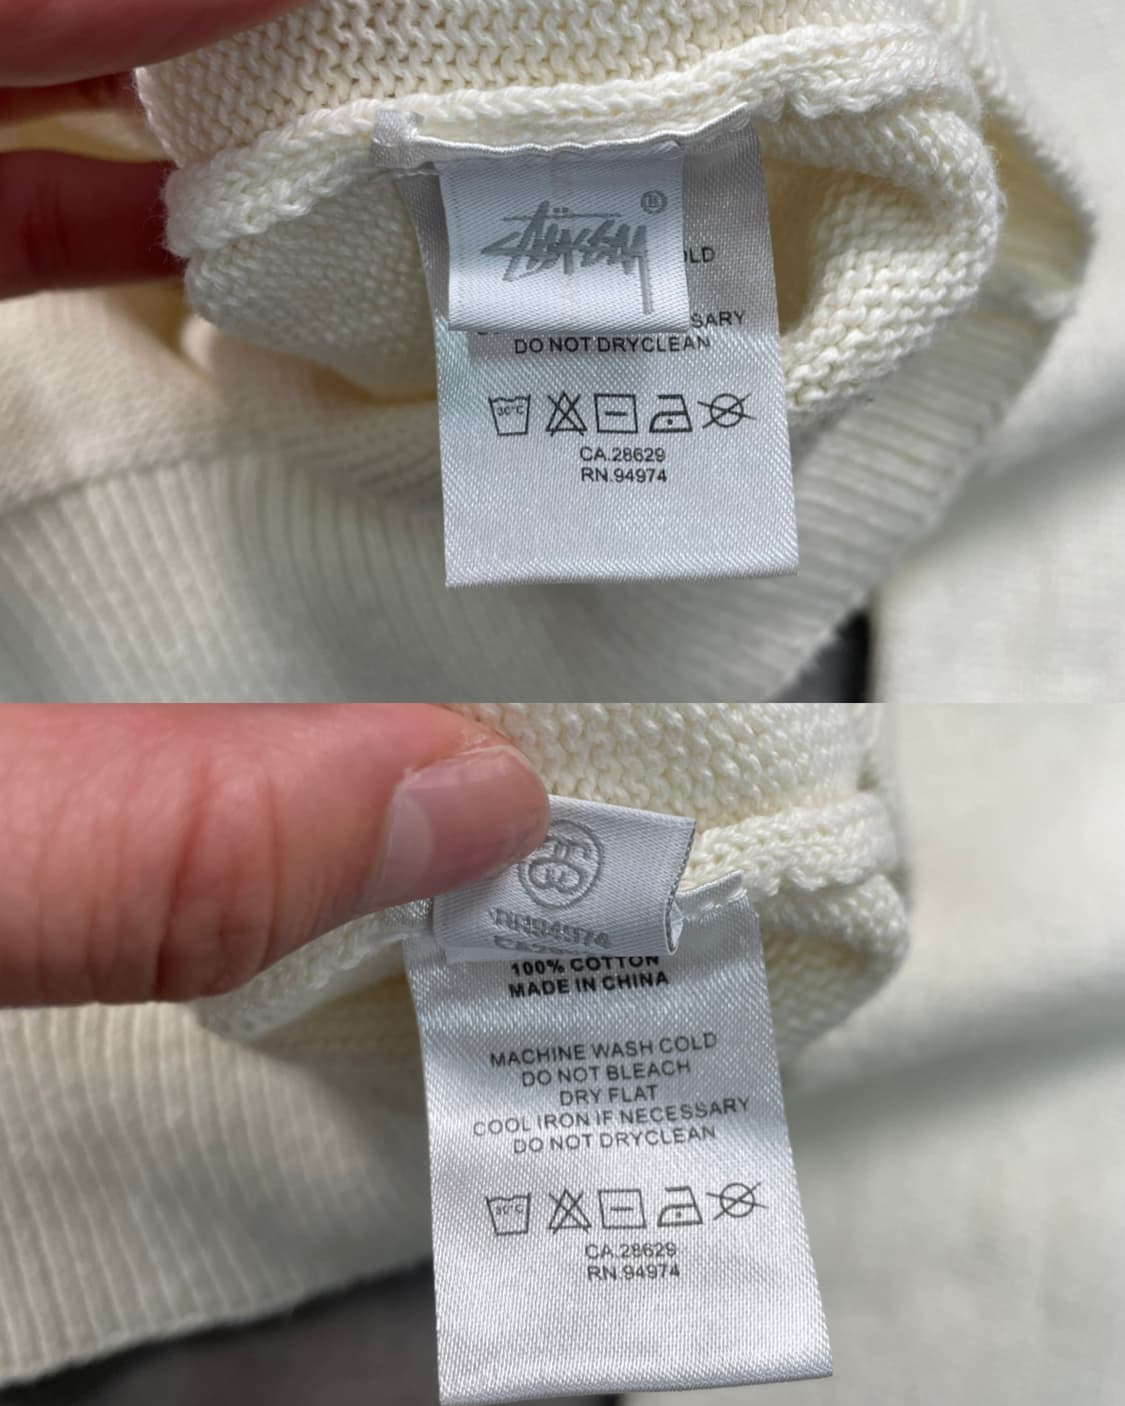 Stüssy ®
OLD
SARY
DO NOT DRYCLEAN
30°C
CA.28629
RN.94974
RN94974
100% COTTON
MADE IN CHINA
MACHINE WASH COLD
DO NOT BLEACH
DRY FLAT
COOL IRON IF NECESSARY
DO NOT DRYCLEAN
30°C
CA.28629
RN.94974